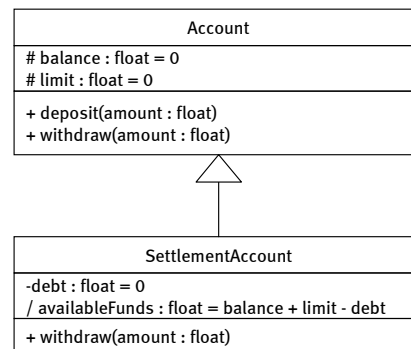 Account
# balance : float = 0
# limit : float = 0
+ deposit(amount : float)
+ withdraw(amount : float)
SettlementAccount
-debt : float = 0
/ availableFunds : float = balance + limit - debt
+ withdraw(amount : float)